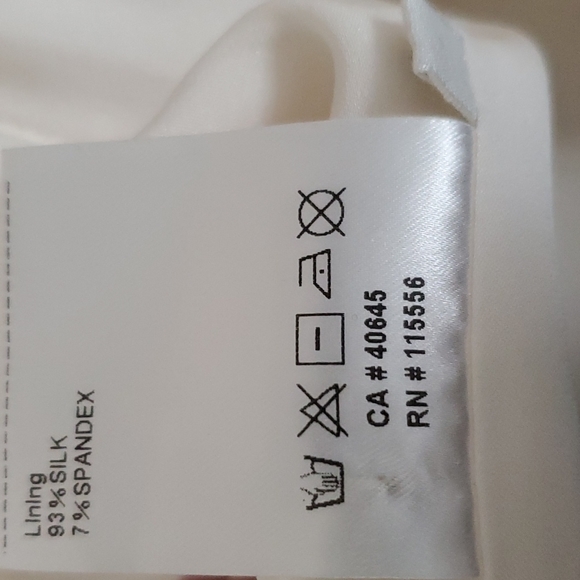 Lining
93%SILK
7%SPANDEX
CA # 40645
RN # 115556